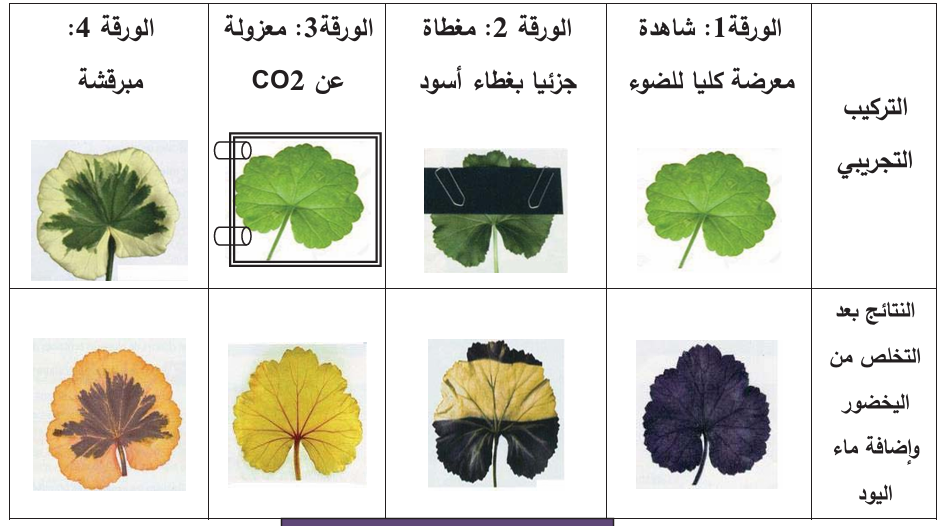 التركيب
التجريبي
الورقة1: شاهدة
معرضة كليا للضوء
الورقة 2: مغطاة
جزئيا بغطاء أسود
الورقة3: معزولة
عن CO2
الورقة 4:
مبرقشة
النتائج بعد
التخلص من
اليخضور
وإضافة ماء
اليود